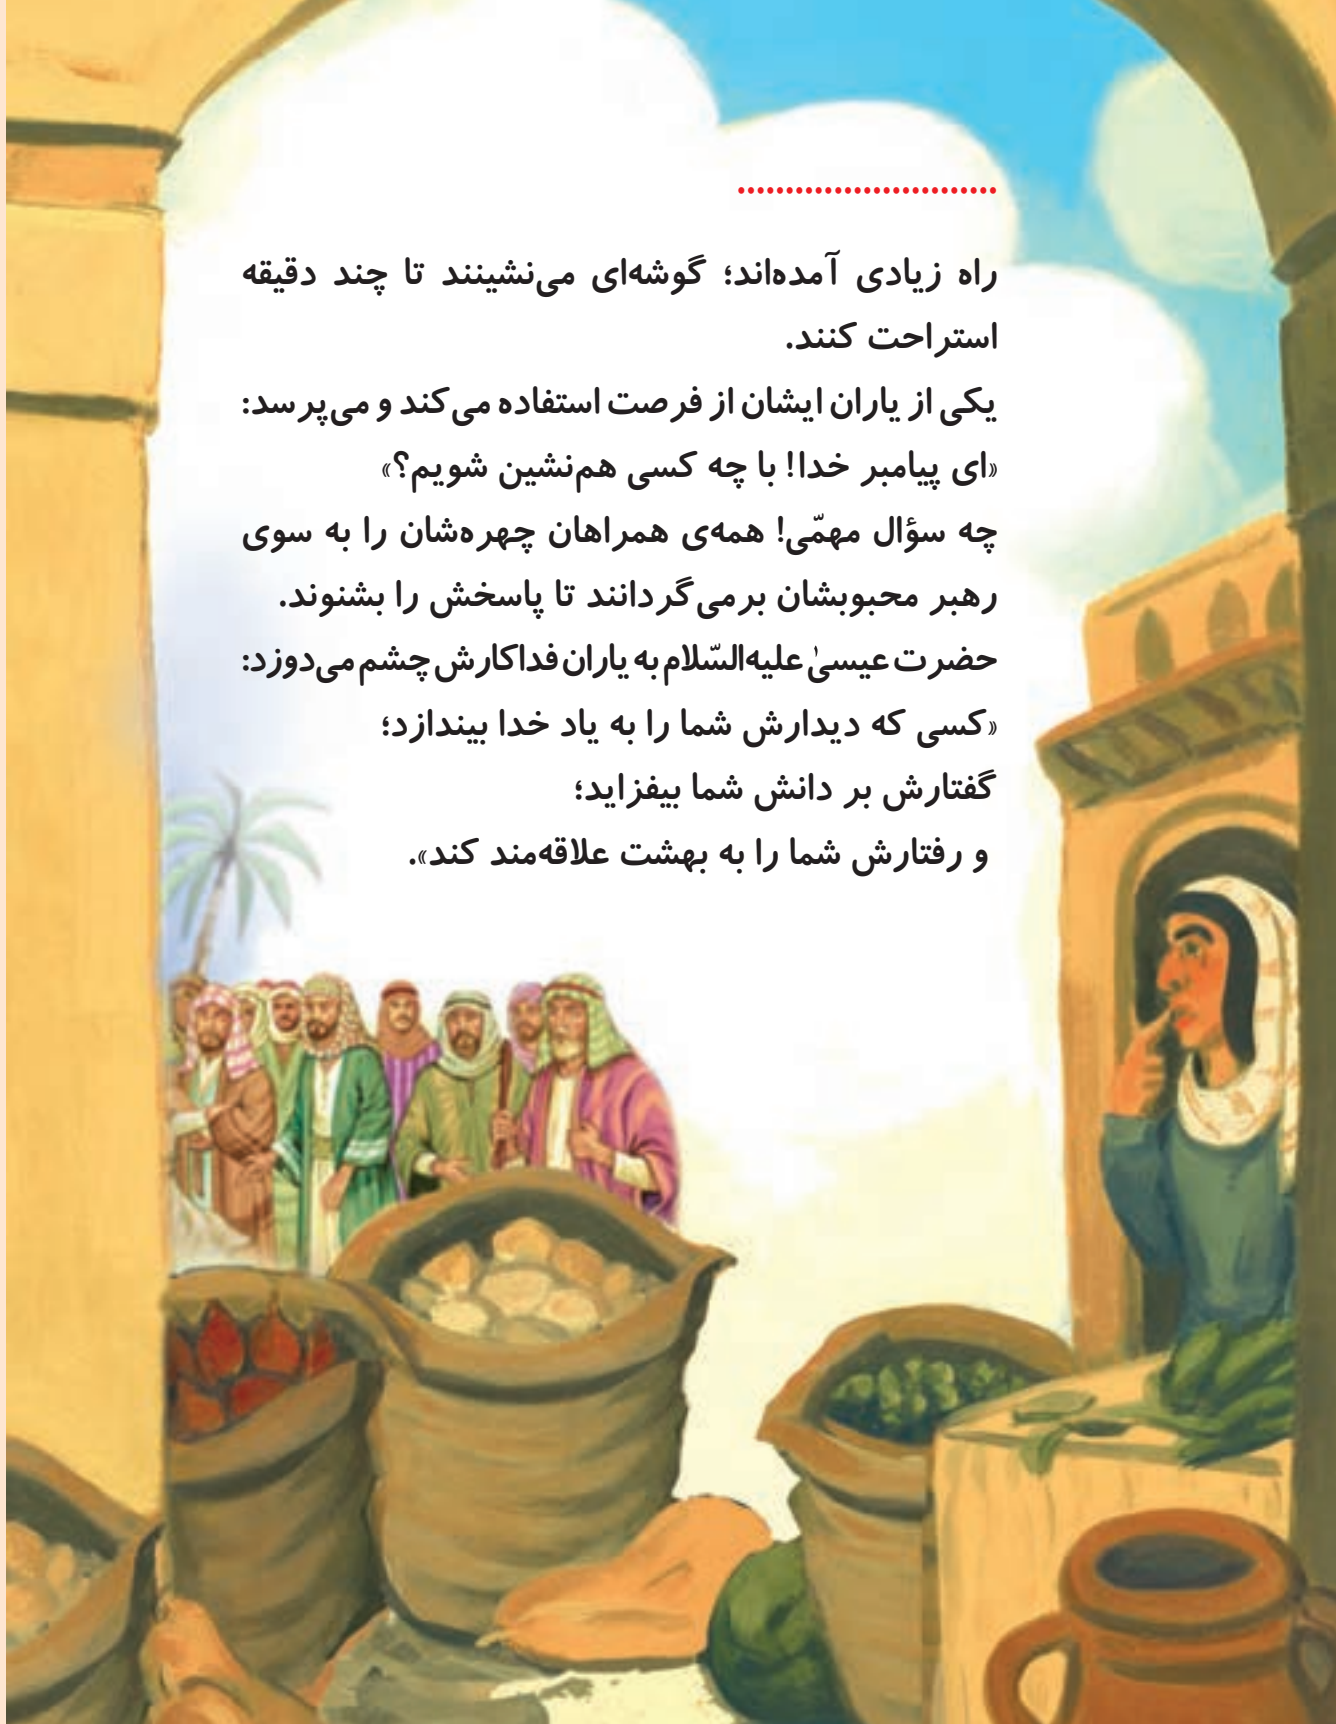 ..........................
راه زیادی آمده‌اند؛ گوشه‌ای می‌نشینند تا چند دقیقه
استراحت کنند.
یکی از یاران ایشان از فرصت استفاده می‌کند و می‌پرسد:
«ای پیامبر خدا! با چه کسی هم‌نشین شویم؟»
چه سؤال مهمّی! همه‌ی همراهان چهره‌شان را به سوی
رهبر محبوبشان برمی‌گردانند تا پاسخش را بشنوند.
حضرت عیسیٰ علیه‌السّلام به یاران فداکارش چشم می‌دوزد:
«کسی که دیدارش شما را به یاد خدا بیندازد؛
گفتارش بر دانش شما بیفزاید؛
و رفتارش شما را به بهشت علاقه‌مند کند».